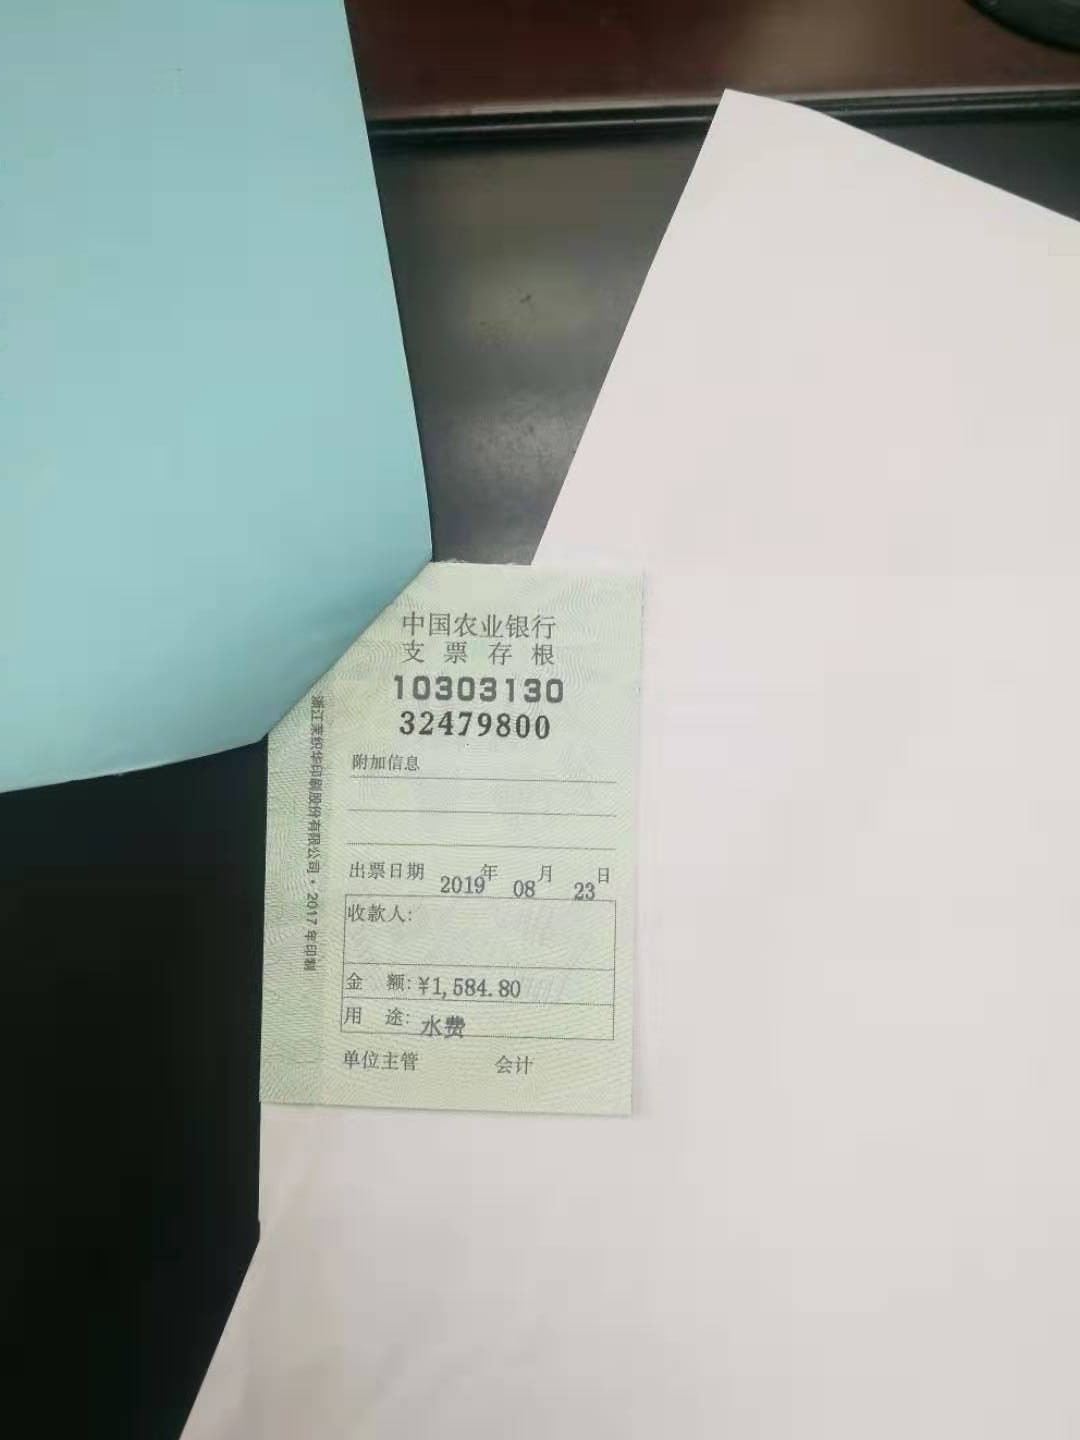 中国农业银行
支票存根
10303130
32479800
附加信息
出票日期 2019年 08月 23日
收款人:
金 额: ¥1,584.80
用 途: 水费
单位主管 会计
浙江美织华印刷股份有限公司·2017年印制